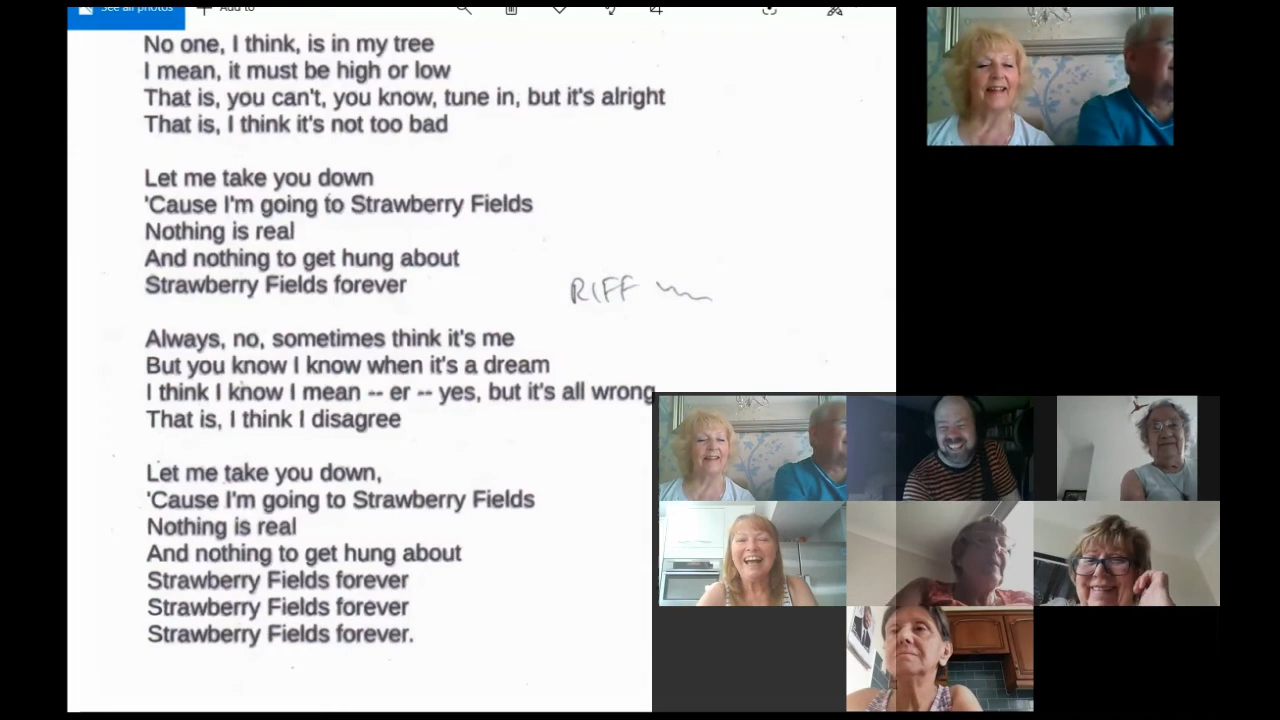 See all photos
Add to
No one, I think, is in my tree
I mean, it must be high or low
That is, you can't, you know, tune in, but it's alright
That is, I think it's not too bad
Let me take you down
'Cause I'm going to Strawberry Fields
Nothing is real
And nothing to get hung about
Strawberry Fields forever
RIFF
Always, no, sometimes think it's me
But you know I know when it's a dream
I think I know I mean -- er -- yes, but it's all wrong
That is, I think I disagree
Let me take you down,
'Cause I'm going to Strawberry Fields
Nothing is real
And nothing to get hung about
Strawberry Fields forever
Strawberry Fields forever
Strawberry Fields forever.